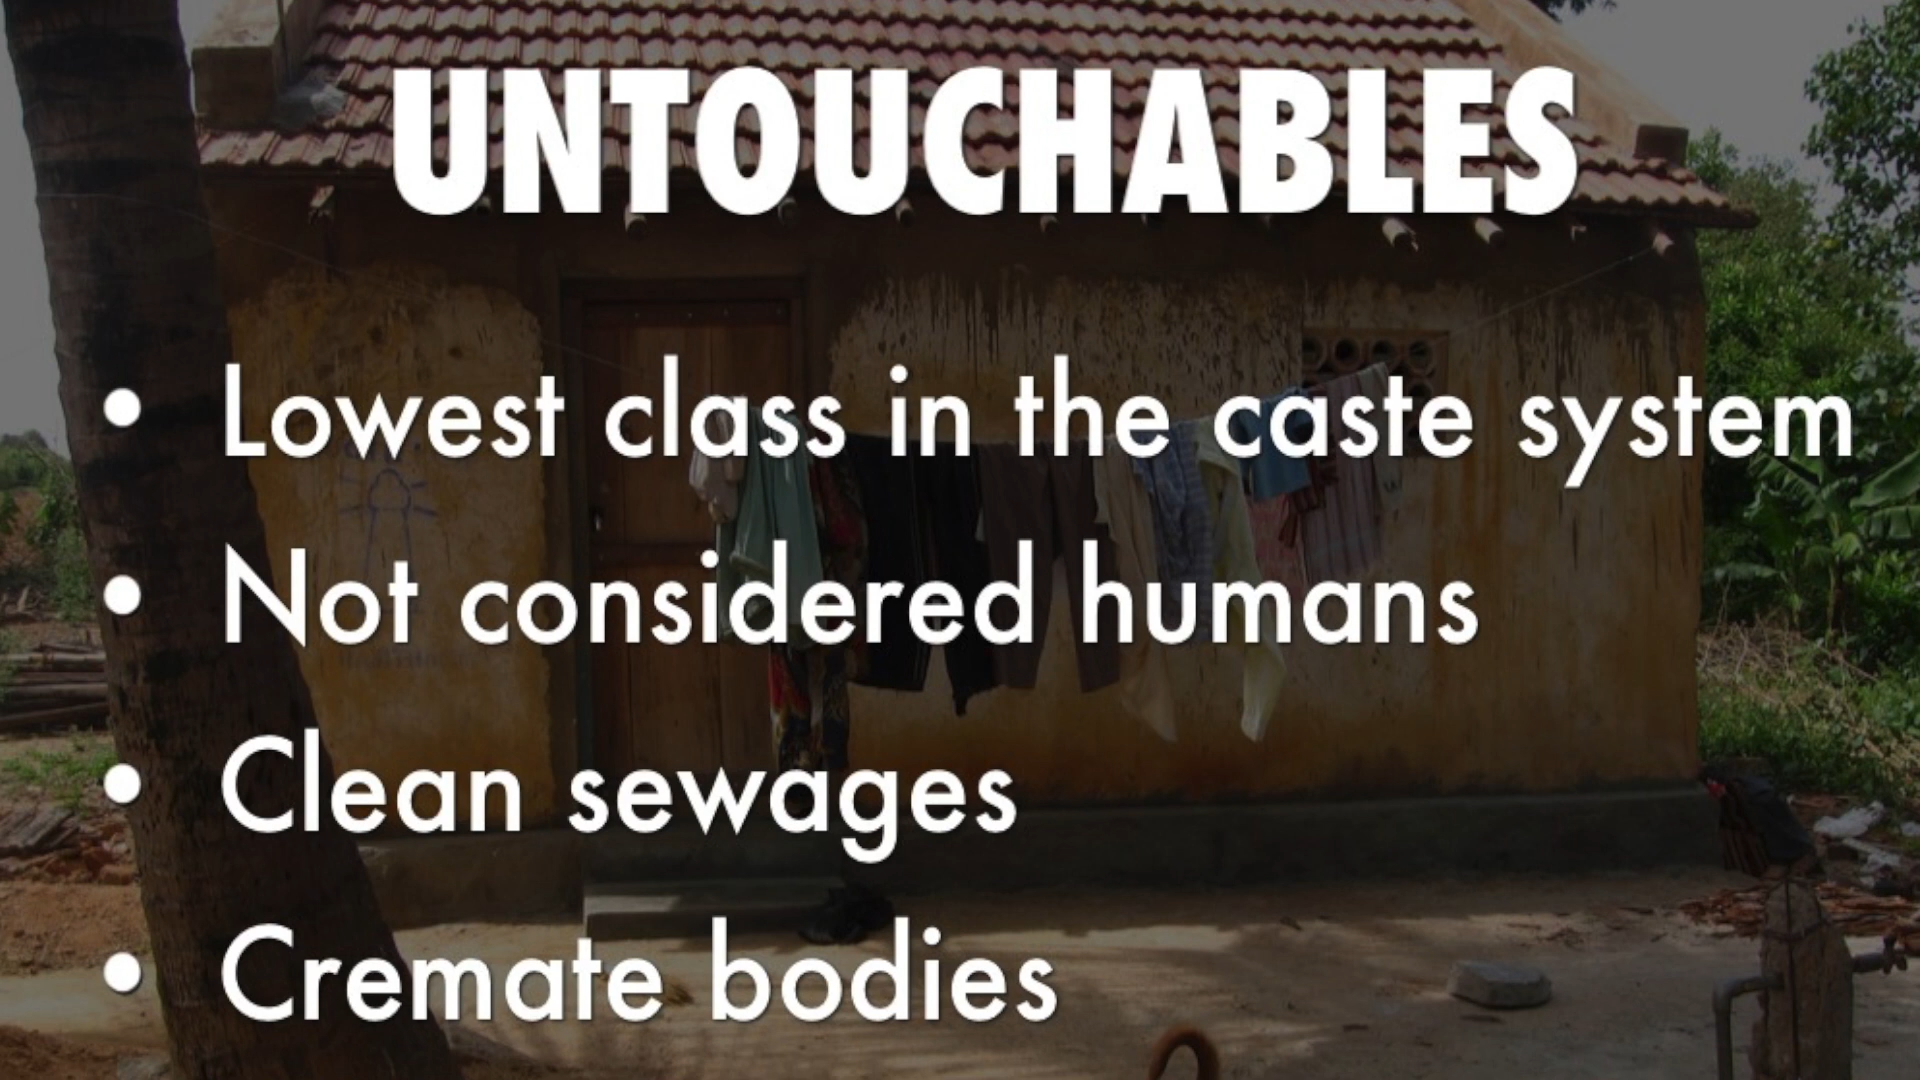 UNTOUCHABLES
• Lowest class in the caste system
• Not considered humans
• Clean sewages
• Cremate bodies